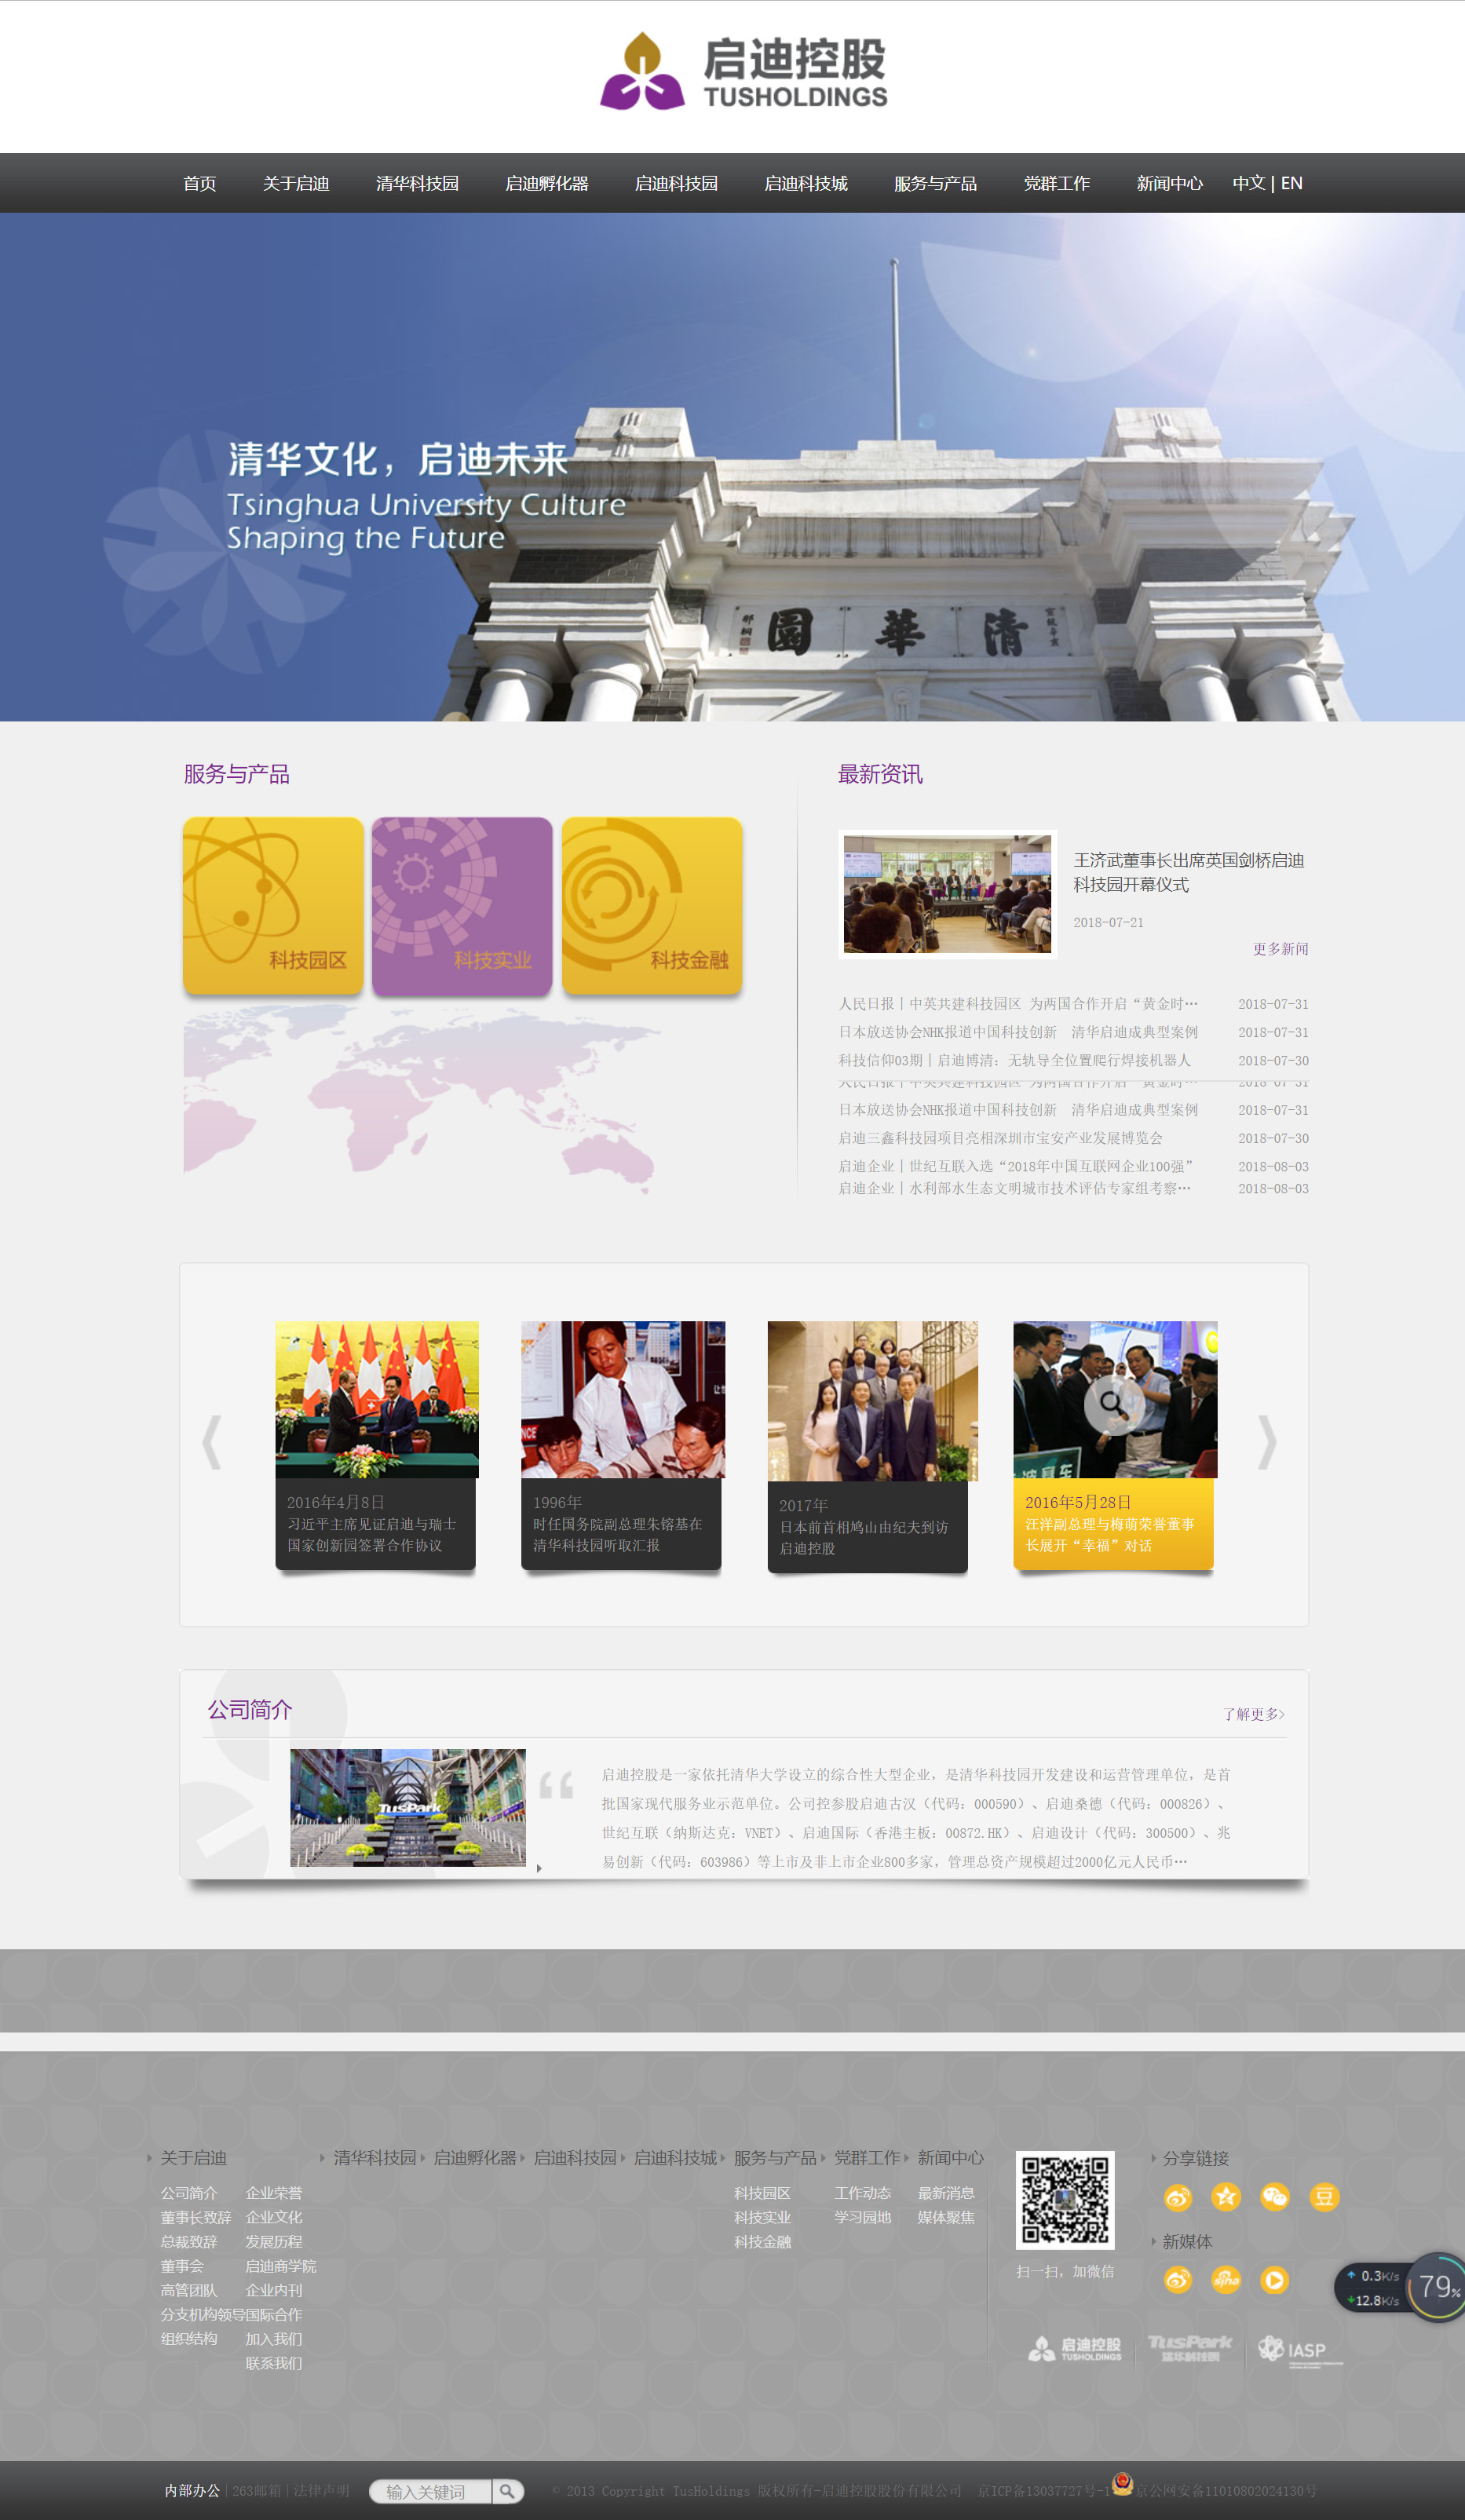 启迪控股
TUSHOLDINGS
首页 关于启迪 清华科技园 启迪孵化器 启迪科技园 启迪科技城 服务与产品 党群工作 新闻中心 中文 | EN
清华文化，启迪未来
Tsinghua University Culture
Shaping the Future
園 華 清
那桐
服务与产品
科技园区 科技实业 科技金融
最新资讯
王济武董事长出席英国剑桥启迪
科技园开幕仪式
2018-07-21
更多新闻
人民日报丨中英共建科技园区 为两国合作开启“黄金时… 2018-07-31
日本放送协会NHK报道中国科技创新 清华启迪成典型案例 2018-07-31
科技信仰03期丨启迪博清：无轨导全位置爬行焊接机器人 2018-07-30
人民日报丨中英共建科技园区 为两国合作开启“黄金时… 2018-07-31
日本放送协会NHK报道中国科技创新 清华启迪成典型案例 2018-07-31
启迪三鑫科技园项目亮相深圳市宝安产业发展博览会 2018-07-30
启迪企业丨世纪互联入选“2018年中国互联网企业100强” 2018-08-03
启迪企业丨水利部水生态文明城市技术评估专家组考察… 2018-08-03
2016年4月8日
习近平主席见证启迪与瑞士
国家创新园签署合作协议
1996年
时任国务院副总理朱镕基在
清华科技园听取汇报
2017年
日本前首相鸠山由纪夫到访
启迪控股
2016年5月28日
汪洋副总理与梅萌荣誉董事
长展开“幸福”对话
公司简介
了解更多>
TusPark
启迪控股是一家依托清华大学设立的综合性大型企业，是清华科技园开发建设和运营管理单位，是首
批国家现代服务业示范单位。公司控参股启迪古汉（代码：000590）、启迪桑德（代码：000826）、
世纪互联（纳斯达克：VNET）、启迪国际（香港主板：00872.HK）、启迪设计（代码：300500）、兆
易创新（代码：603986）等上市及非上市企业800多家，管理总资产规模超过2000亿元人民币…
关于启迪 清华科技园 启迪孵化器 启迪科技园 启迪科技城 服务与产品 党群工作 新闻中心
公司简介 企业荣誉 科技园区 工作动态 最新消息
董事长致辞 企业文化 科技实业 学习园地 媒体聚焦
总裁致辞 发展历程 科技金融
董事会 启迪商学院
高管团队 企业内刊
分支机构领导 国际合作
组织结构 加入我们
联系我们
扫一扫，加微信
分享链接
豆
新媒体
sina
0.3K/s
12.8K/s
79%
启迪控股
TUSHOLDINGS
TusPark
清华科技园
IASP
内部办公 | 263邮箱 | 法律声明 输入关键词 © 2013 Copyright TusHoldings 版权所有-启迪控股股份有限公司 京ICP备13037727号-1 京公网安备11010802024130号